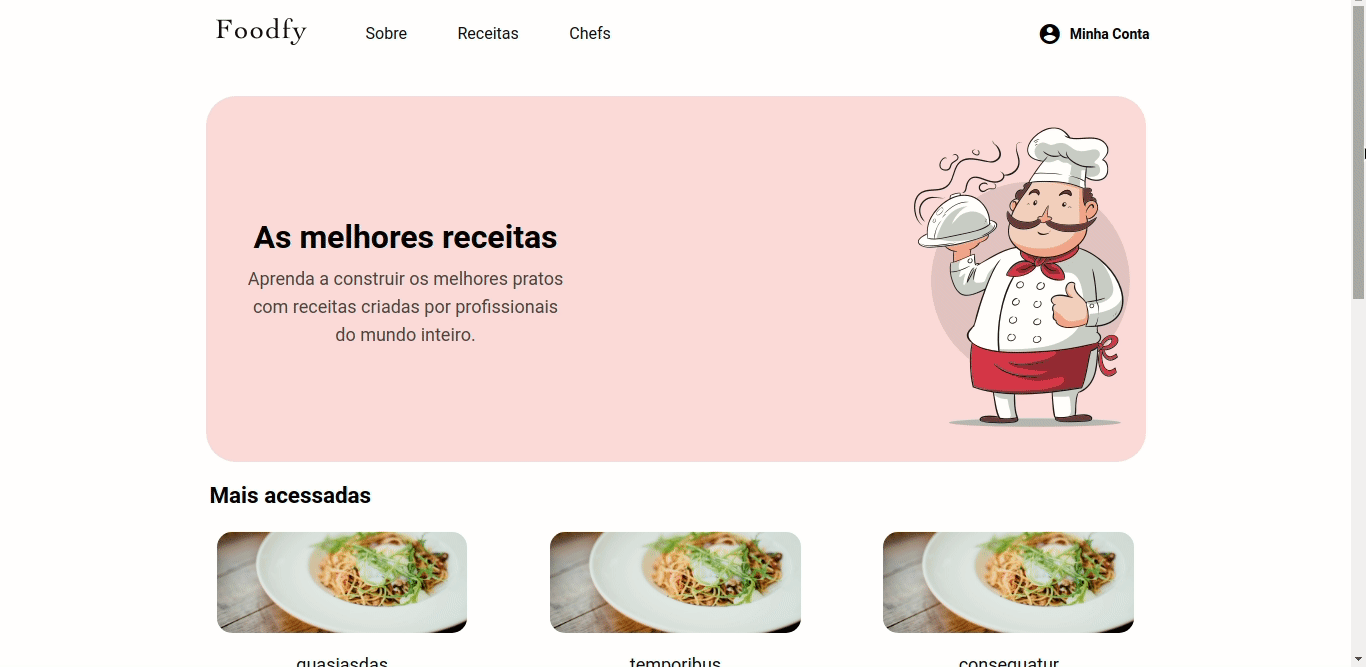 Foodfy
Sobre
Receitas
Chefs
Minha Conta
As melhores receitas
Aprenda a construir os melhores pratos
com receitas criadas por profissionais
do mundo inteiro.
Mais acessadas
quasiasdas
temporibus
consequatur